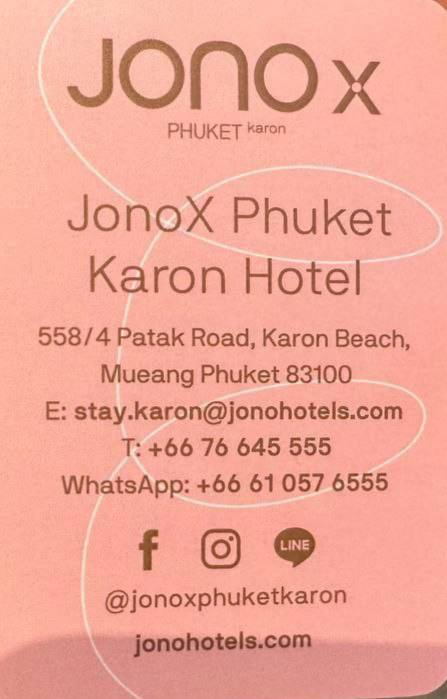 JONO X
PHUKET karon
JonoX Phuket
Karon Hotel
558/4 Patak Road, Karon Beach,
Mueang Phuket 83100
E: stay.karon@jonohotels.com
T: +66 76 645 555
WhatsApp: +66 61 057 6555
LINE
@jonoxphuketkaron
jonohotels.com